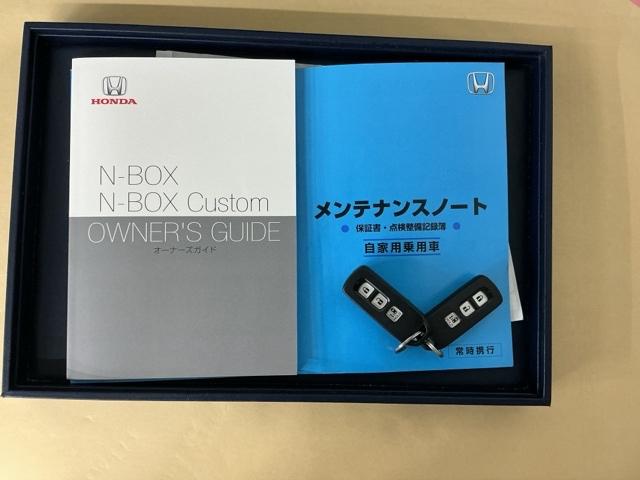 HONDA
N-BOX
N-BOX Custom
OWNER'S GUIDE
オーナーズガイド
メンテナンスノート
● 保証書・点検整備記録簿 ●
自家用乗用車
常時携行